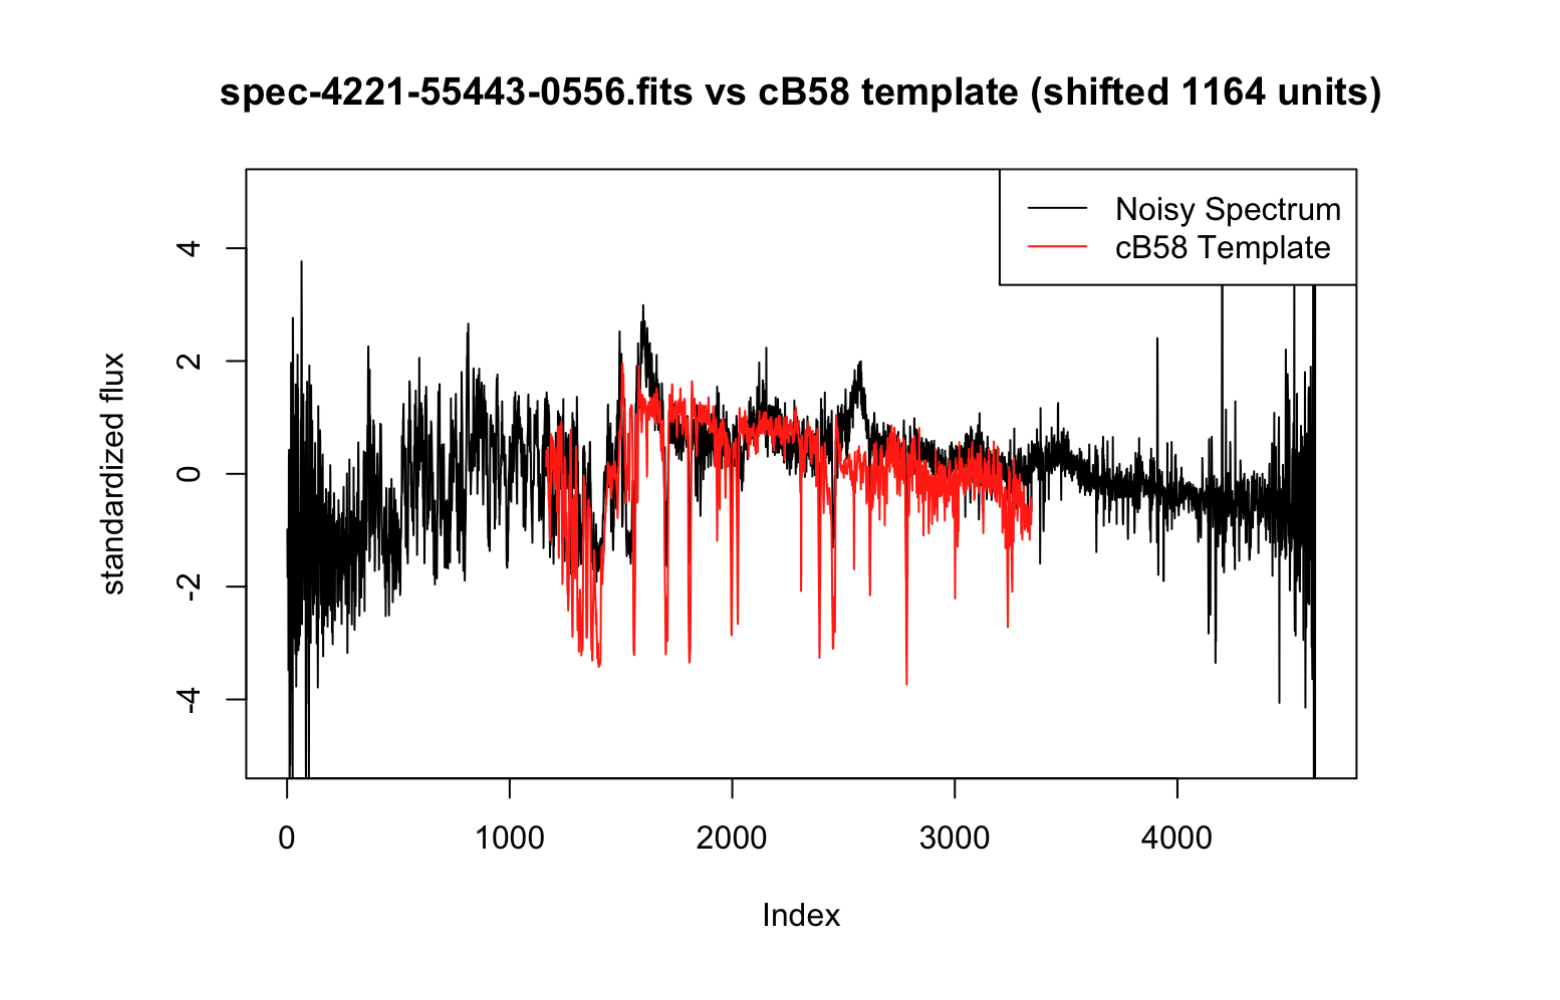 spec-4221-55443-0556.fits vs cB58 template (shifted 1164 units)
Noisy Spectrum
cB58 Template
standardized flux
4
2
0
-2
-4
0 1000 2000 3000 4000
Index